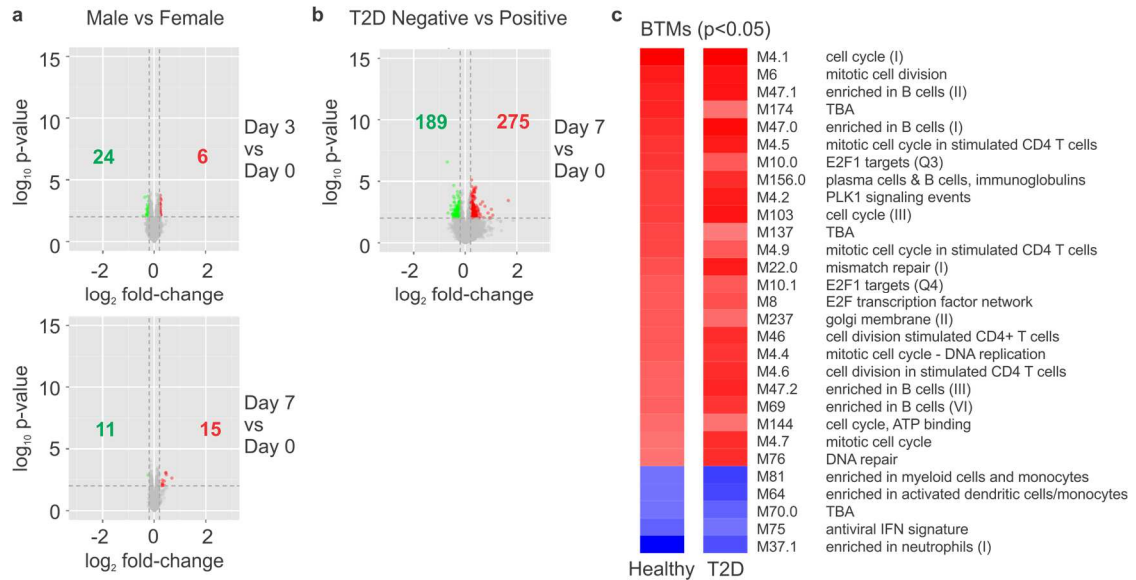 a
Male vs Female
15
10
5
0
log10 p-value
24
6
-2 0 2
log2 fold-change
Day 3
vs
Day 0
15
10
5
0
log10 p-value
11
15
-2 0 2
log2 fold-change
Day 7
vs
Day 0
b
T2D Negative vs Positive
15
10
5
0
log10 p-value
189
275
-2 0 2
log2 fold-change
Day 7
vs
Day 0
c
BTMs (p<0.05)
M4.1 cell cycle (I)
M6 mitotic cell division
M47.1 enriched in B cells (II)
M174 TBA
M47.0 enriched in B cells (I)
M4.5 mitotic cell cycle in stimulated CD4 T cells
M10.0 E2F1 targets (Q3)
M156.0 plasma cells & B cells, immunoglobulins
M4.2 PLK1 signaling events
M103 cell cycle (III)
M137 TBA
M4.9 mitotic cell cycle in stimulated CD4 T cells
M22.0 mismatch repair (I)
M10.1 E2F1 targets (Q4)
M8 E2F transcription factor network
M237 golgi membrane (II)
M46 cell division stimulated CD4+ T cells
M4.4 mitotic cell cycle - DNA replication
M4.6 cell division in stimulated CD4 T cells
M47.2 enriched in B cells (III)
M69 enriched in B cells (VI)
M144 cell cycle, ATP binding
M4.7 mitotic cell cycle
M76 DNA repair
M81 enriched in myeloid cells and monocytes
M64 enriched in activated dendritic cells/monocytes
M70.0 TBA
M75 antiviral IFN signature
M37.1 enriched in neutrophils (I)
Healthy T2D